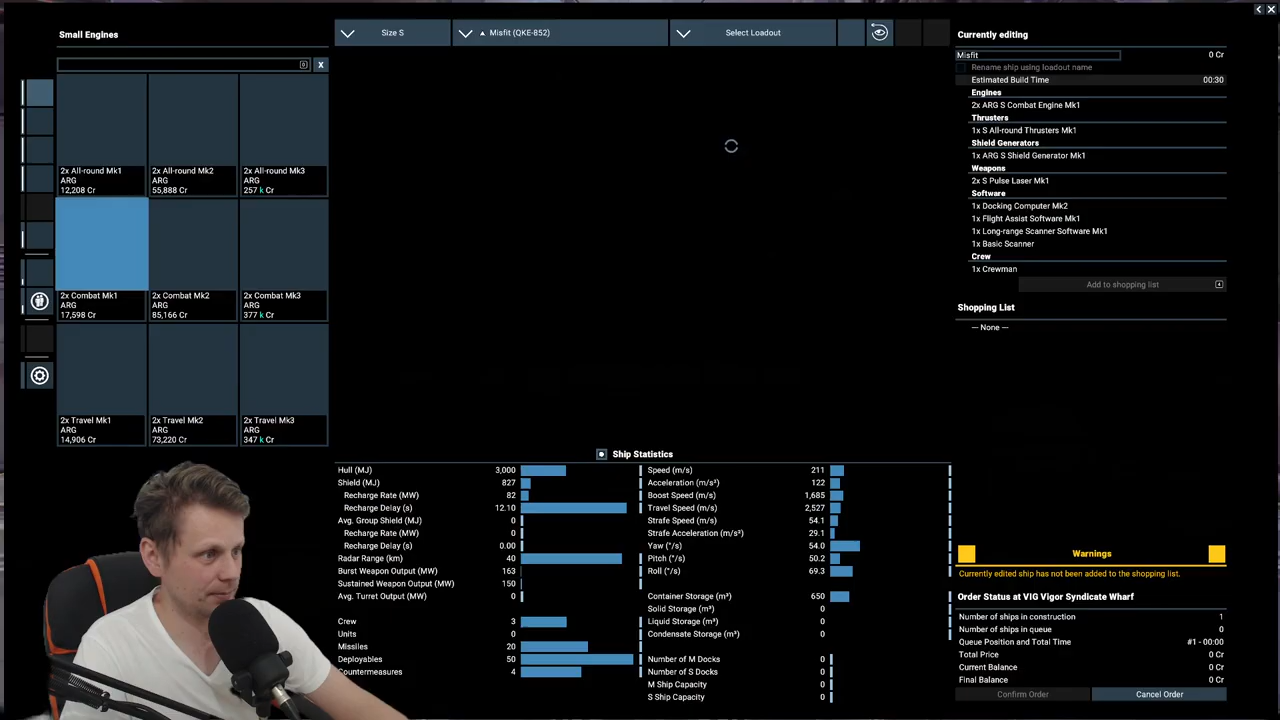 Small Engines
Size S
Misfit (QKE-852)
Select Loadout
X
2x All-round Mk1
ARG
12,208 Cr
2x All-round Mk2
ARG
55,888 Cr
2x All-round Mk3
ARG
257 k Cr
2x Combat Mk1
ARG
17,598 Cr
2x Combat Mk2
ARG
85,166 Cr
2x Combat Mk3
ARG
377 k Cr
2x Travel Mk1
ARG
14,906 Cr
2x Travel Mk2
ARG
73,220 Cr
2x Travel Mk3
ARG
347 k Cr
Ship Statistics
Hull (MJ) 3,000
Shield (MJ) 827
Recharge Rate (MW) 82
Recharge Delay (s) 12.10
Avg. Group Shield (MJ) 0
Recharge Rate (MW) 0
Recharge Delay (s) 0.00
Radar Range (km) 40
Burst Weapon Output (MW) 163
Sustained Weapon Output (MW) 150
Avg. Turret Output (MW) 0
Crew 3
Units 0
Missiles 20
Deployables 50
Countermeasures 4
Speed (m/s) 211
Acceleration (m/s²) 122
Boost Speed (m/s) 1,685
Travel Speed (m/s) 2,527
Strafe Speed (m/s) 54.1
Strafe Acceleration (m/s²) 29.1
Yaw (°/s) 54.0
Pitch (°/s) 50.2
Roll (°/s) 69.3
Container Storage (m³) 650
Solid Storage (m³) 0
Liquid Storage (m³) 0
Condensate Storage (m³) 0
Number of M Docks 0
Number of S Docks 0
M Ship Capacity 0
S Ship Capacity 0
Currently editing
Misfit 0 Cr
Rename ship using loadout name
Estimated Build Time 00:30
Engines
2x ARG S Combat Engine Mk1
Thrusters
1x S All-round Thrusters Mk1
Shield Generators
1x ARG S Shield Generator Mk1
Weapons
2x S Pulse Laser Mk1
Software
1x Docking Computer Mk2
1x Flight Assist Software Mk1
1x Long-range Scanner Software Mk1
1x Basic Scanner
Crew
1x Crewman
Add to shopping list
Shopping List
— None —
Warnings
Currently edited ship has not been added to the shopping list.
Order Status at VIG Vigor Syndicate Wharf
Number of ships in construction 1
Number of ships in queue 0
Queue Position and Total Time #1 - 00:00
Total Price 0 Cr
Current Balance 0 Cr
Final Balance 0 Cr
Confirm Order
Cancel Order